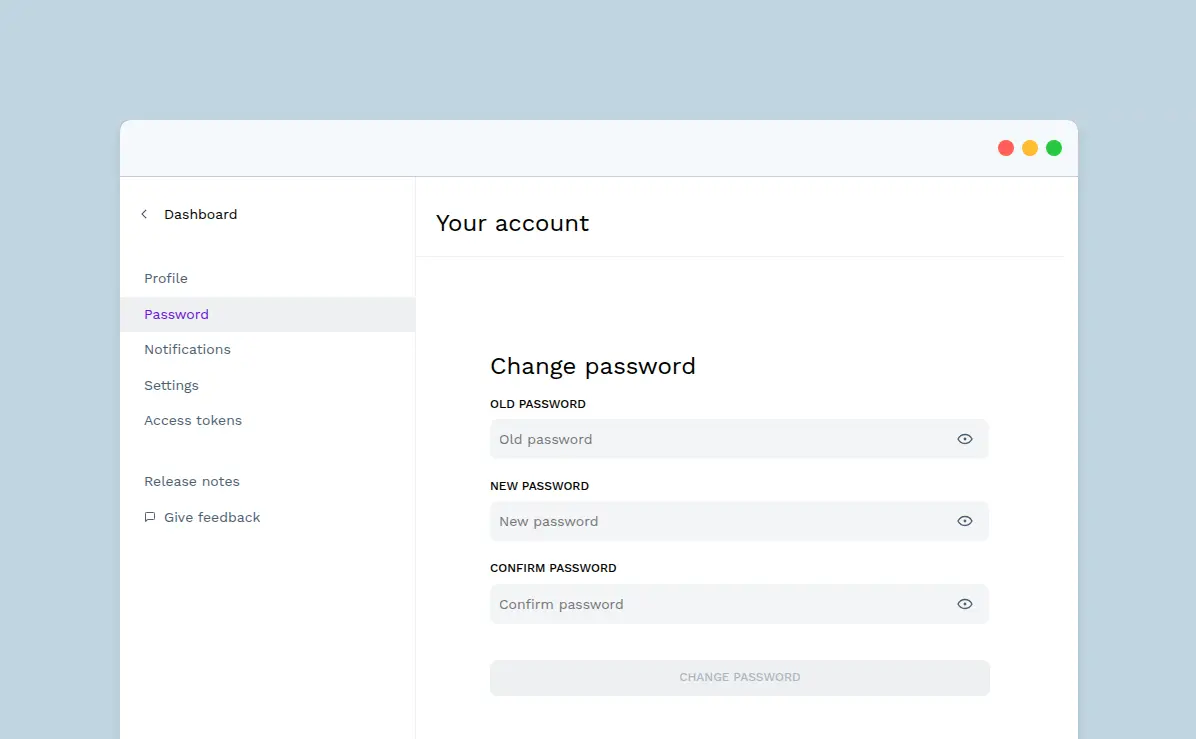 Dashboard
Your account
Profile
Password
Notifications
Settings
Access tokens
Release notes
Give feedback
Change password
OLD PASSWORD
Old password
NEW PASSWORD
New password
CONFIRM PASSWORD
Confirm password
CHANGE PASSWORD